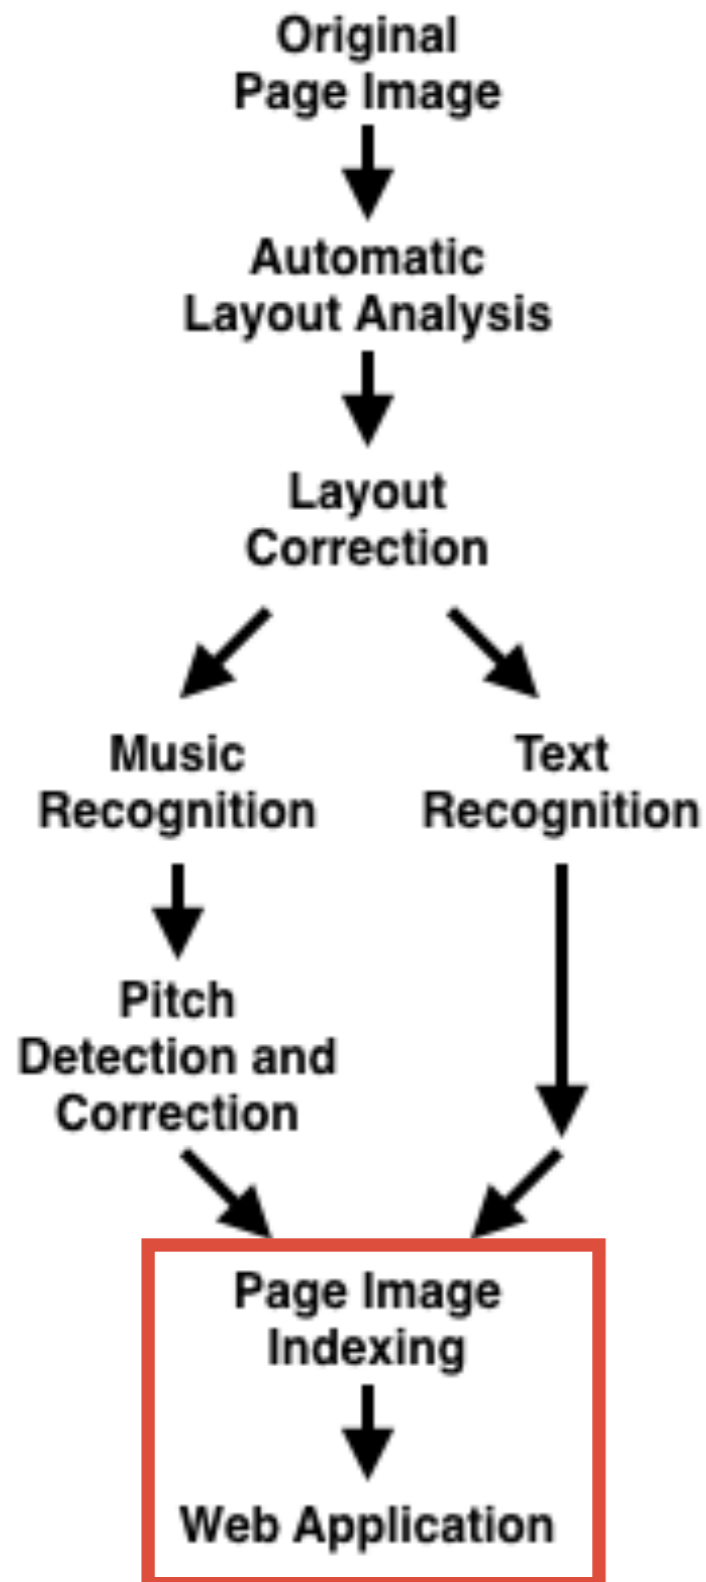 Original
Page Image
Automatic
Layout Analysis
Layout
Correction
Music
Recognition
Text
Recognition
Pitch
Detection and
Correction
Page Image
Indexing
Web Application